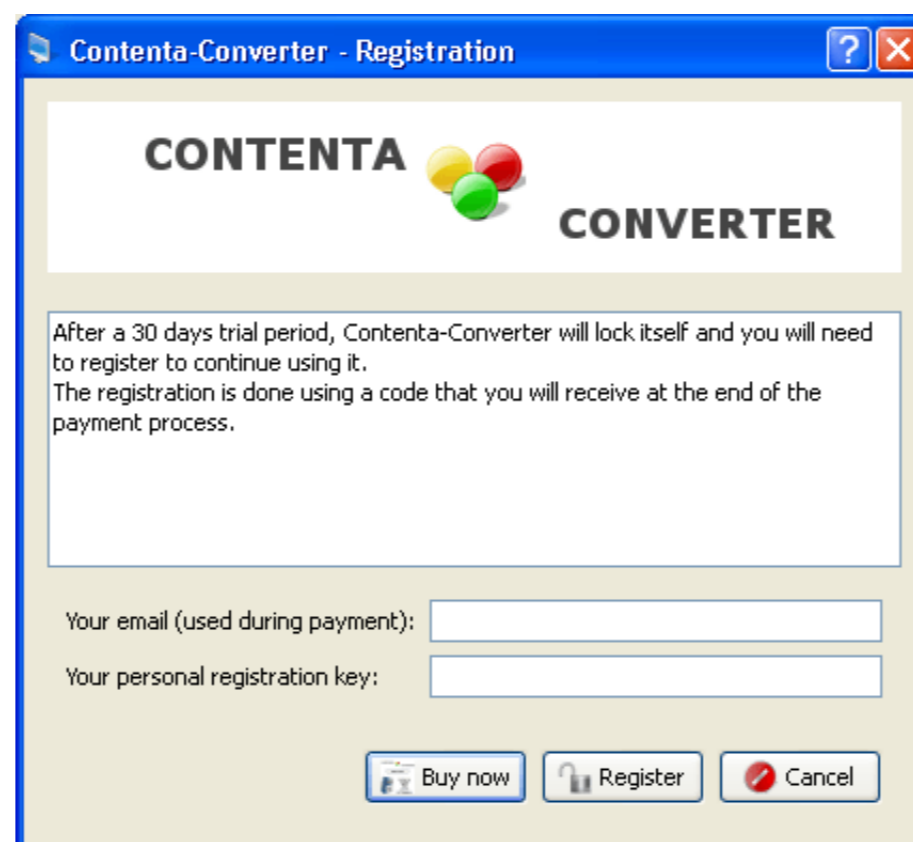 Contenta-Converter - Registration
CONTENTA
CONVERTER
After a 30 days trial period, Contenta-Converter will lock itself and you will need
to register to continue using it.
The registration is done using a code that you will receive at the end of the
payment process.
Your email (used during payment):
Your personal registration key:
Buy now Register Cancel